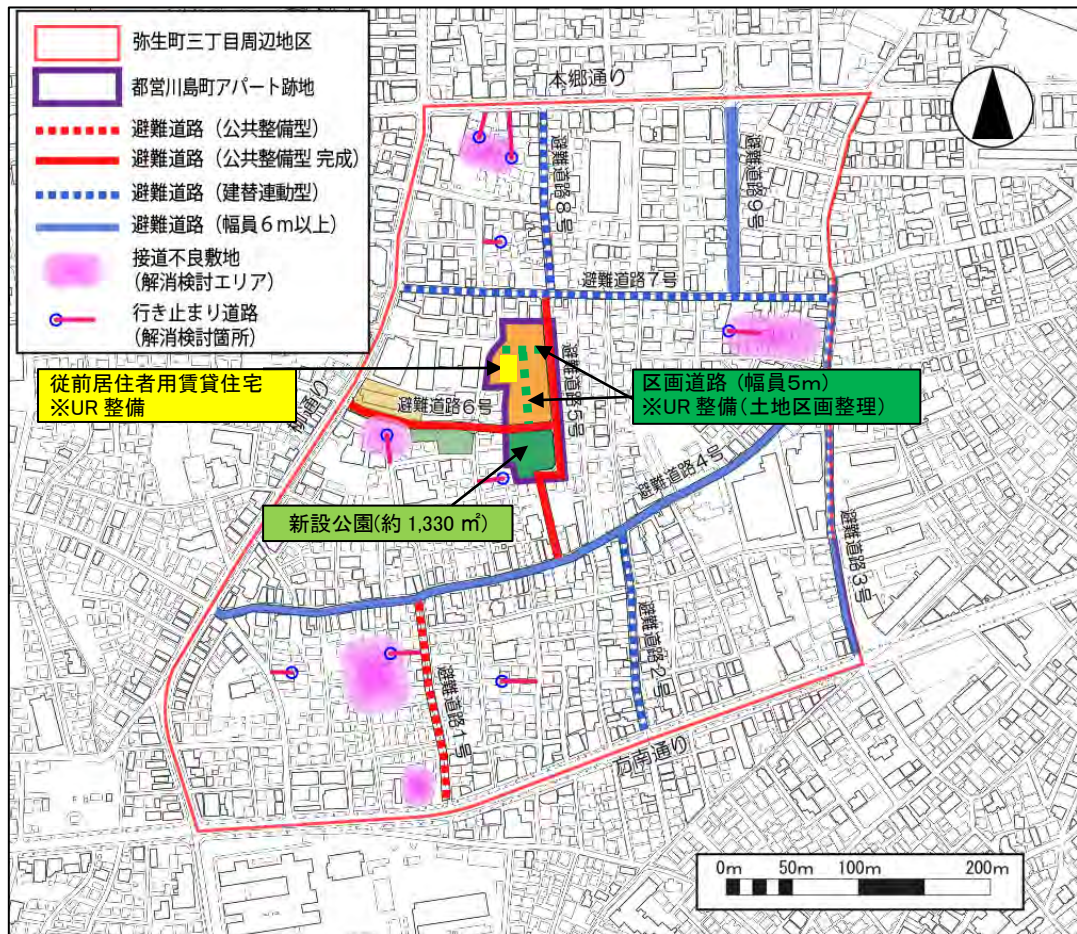 弥生町三丁目周辺地区
都営川島町アパート跡地
避難道路（公共整備型）
避難道路（公共整備型 完成）
避難道路（建替連動型）
避難道路（幅員６ｍ以上）
接道不良敷地
（解消検討エリア）
行き止まり道路
（解消検討箇所）
本郷通り
避難道路8号
避難道路9号
避難道路7号
従前居住者用賃貸住宅
※UR 整備
区画道路（幅員5ｍ）
※UR 整備（土地区画整理）
柳通り
避難道路6号
避難道路5号
避難道路4号
新設公園(約 1,330 ㎡)
避難道路3号
避難道路2号
避難道路1号
方南通り
0m 50m 100m 200m